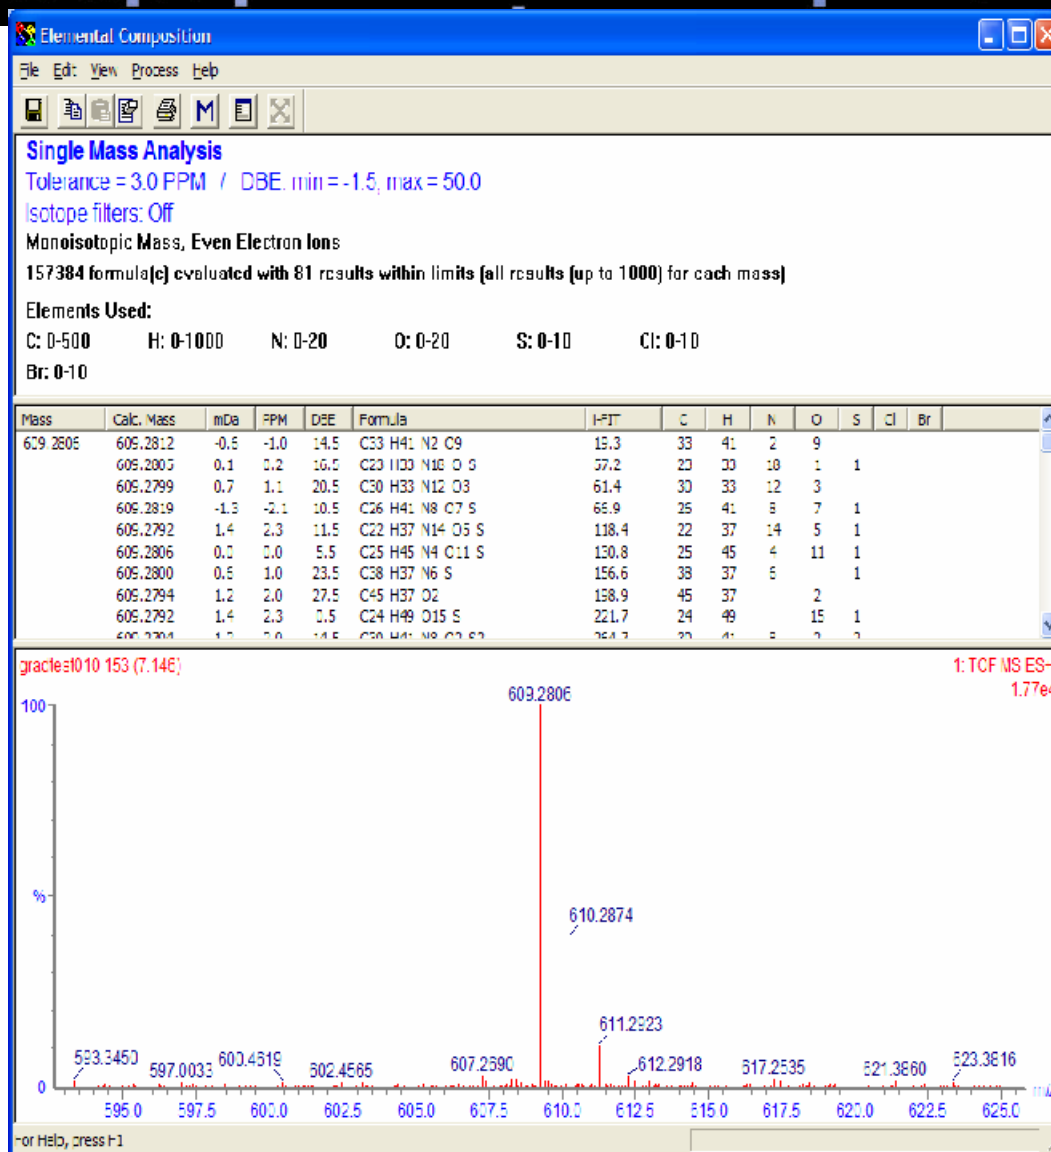 Elemental Composition
File Edit View Process Help
Single Mass Analysis
Tolerance = 3.0 PPM / DBE: min = -1.5, max = 50.0
Isotope filters: Off
Monoisotopic Mass, Even Electron Ions
157384 formula(e) evaluated with 81 results within limits (all results (up to 1000) for each mass)
Elements Used:
C: 0-500 H: 0-1000 N: 0-20 O: 0-20 S: 0-10 Cl: 0-10
Br: 0-10
Mass Calc. Mass mDa PPM DBE Formula i-FIT C H N O S Cl Br
609.2806 609.2812 -0.6 -1.0 14.5 C33 H41 N2 O9 19.3 33 41 2 9
609.2805 0.1 0.2 16.5 C23 H33 N18 O S 57.2 23 33 18 1 1
609.2799 0.7 1.1 20.5 C30 H33 N12 O3 61.4 30 33 12 3
609.2819 -1.3 -2.1 10.5 C26 H41 N8 O7 S 65.9 26 41 8 7 1
609.2792 1.4 2.3 11.5 C22 H37 N14 O5 S 118.4 22 37 14 5 1
609.2806 0.0 0.0 5.5 C25 H45 N4 O11 S 130.8 25 45 4 11 1
609.2800 0.6 1.0 23.5 C38 H37 N6 S 156.6 38 37 6 1
609.2794 1.2 2.0 27.5 C45 H37 O2 198.9 45 37 2
609.2792 1.4 2.3 0.5 C24 H49 O15 S 221.7 24 49 15 1
gractest010 153 (7.146)
1: TOF MS ES+
1.77e4
609.2806
100
%
610.2874
611.2923
593.3450 597.0033 600.4619 602.4565 607.2690 612.2918 617.2535 621.3860 623.3816
0
595.0 597.5 600.0 602.5 605.0 607.5 610.0 612.5 615.0 617.5 620.0 622.5 625.0
For Help, press F1